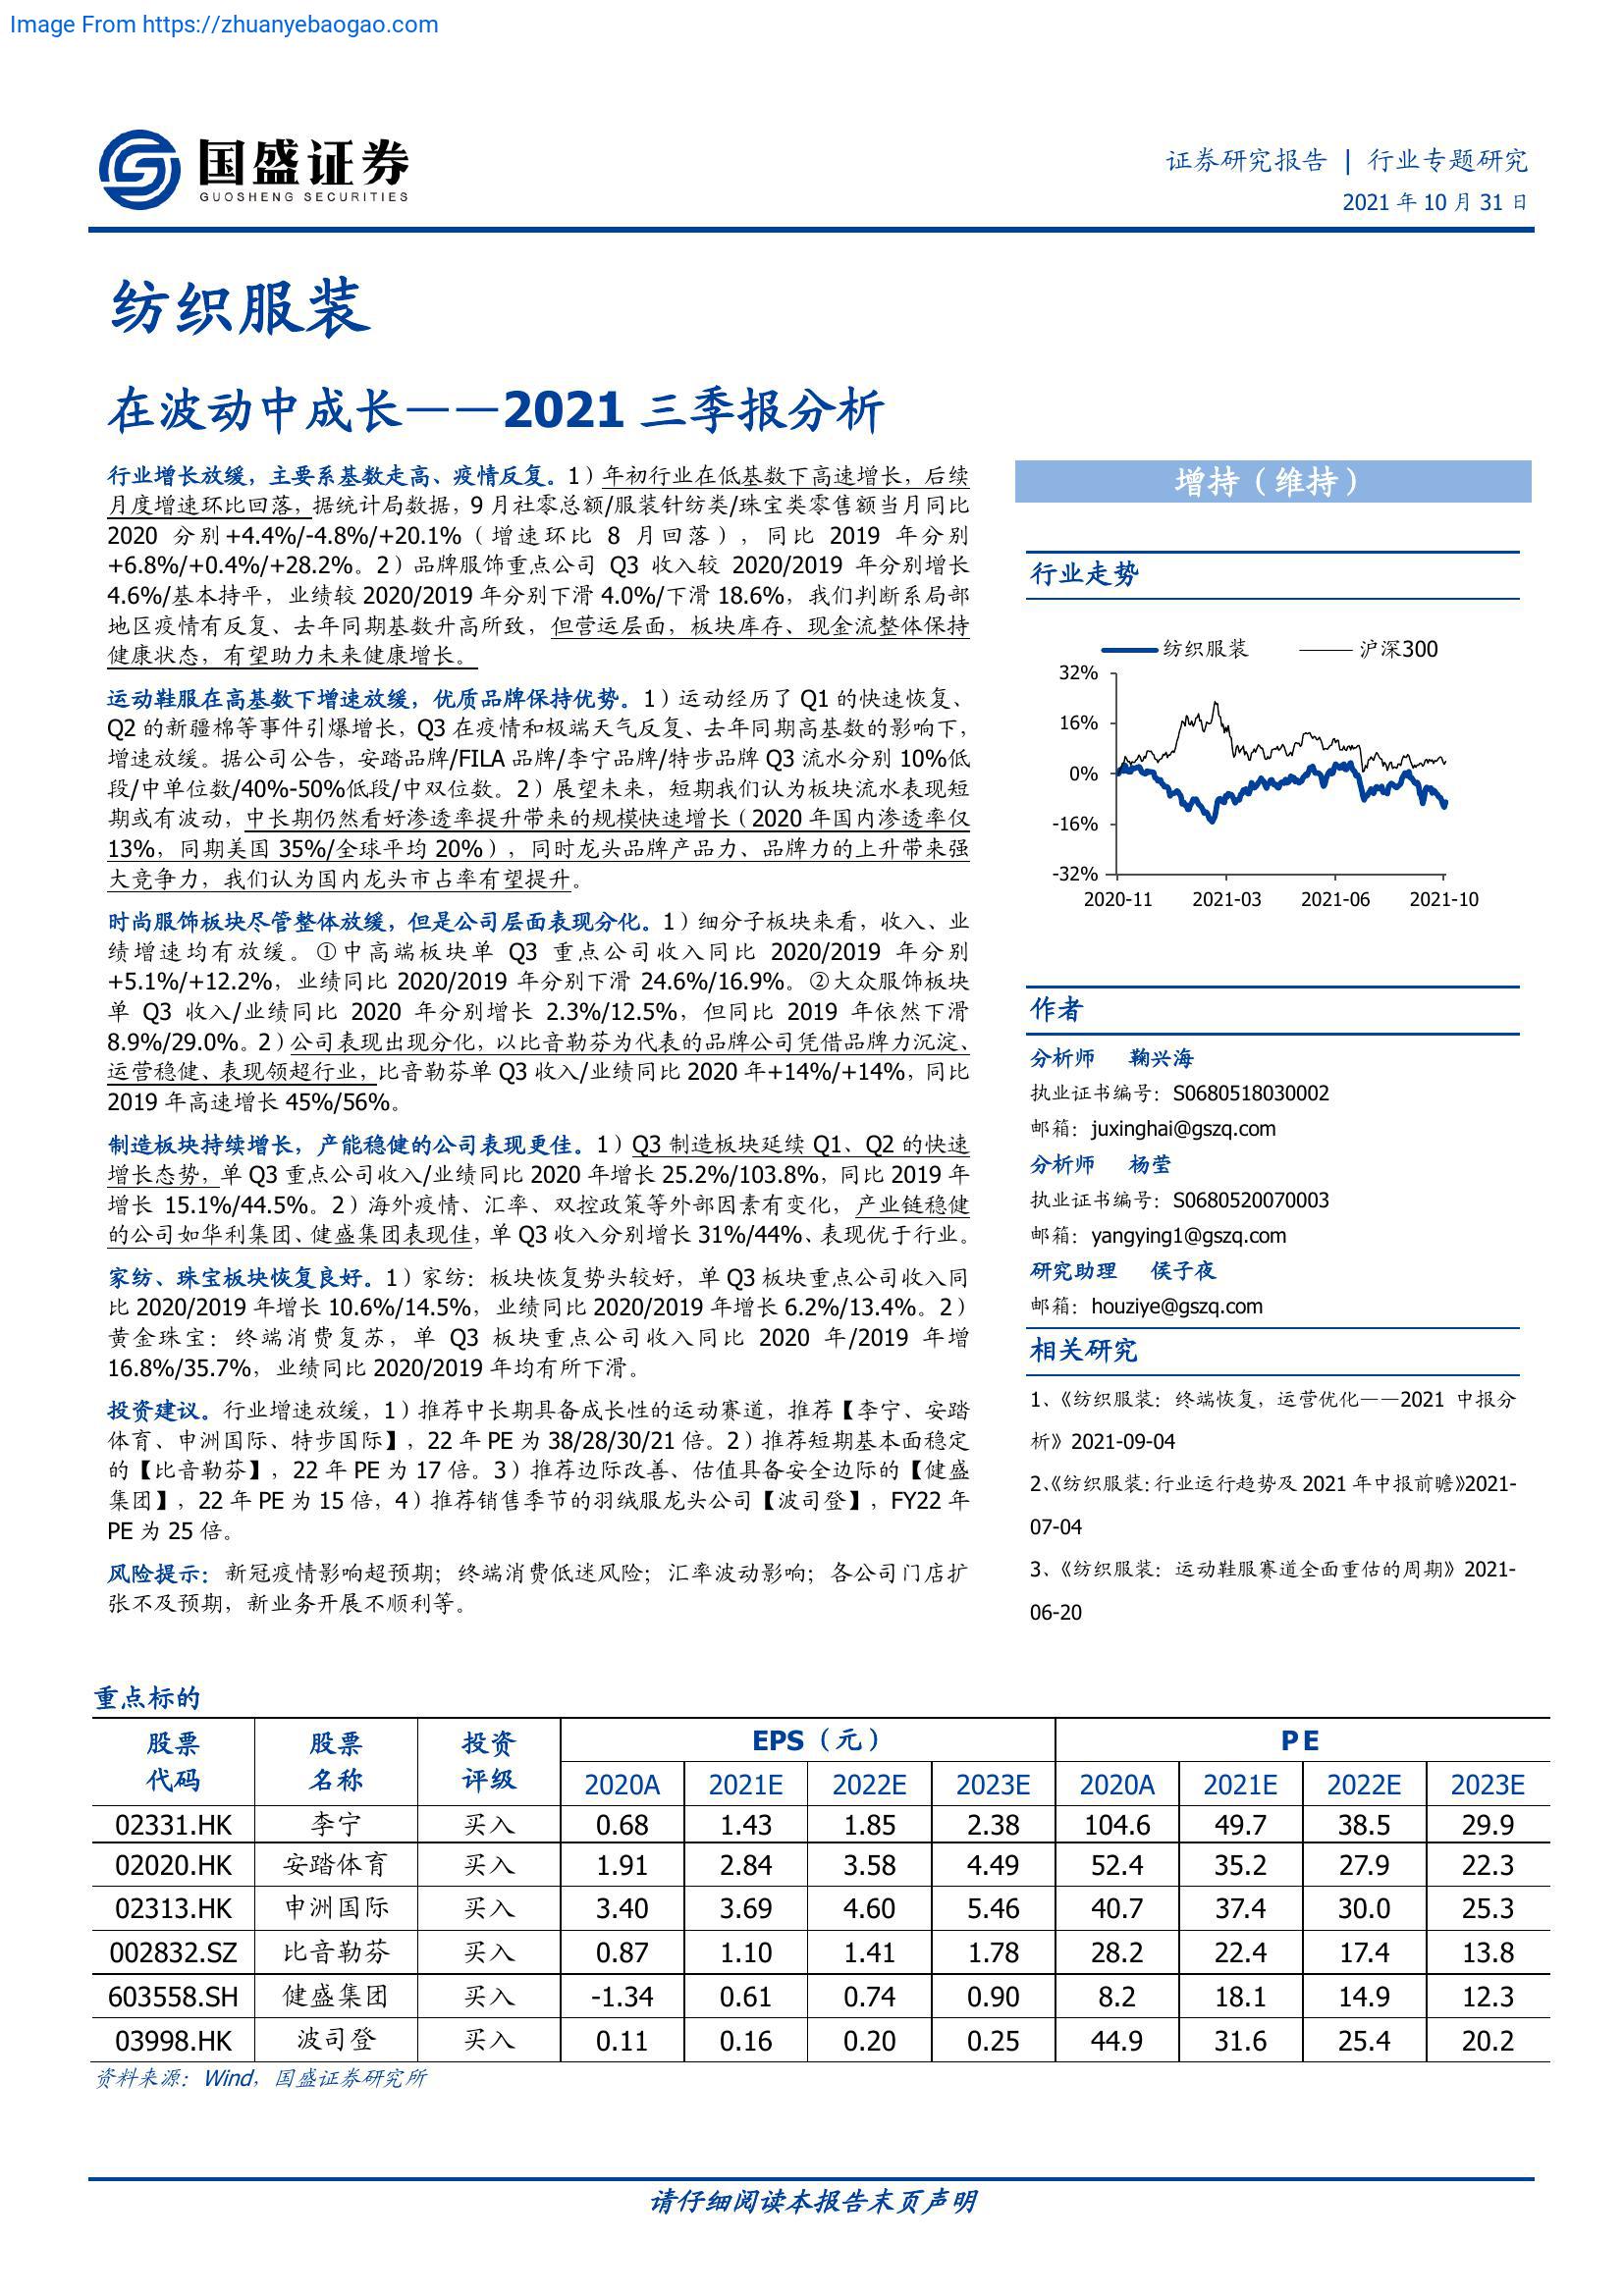 Image From https://zhuanyebaogao.com
国盛证券
GUOSHENG SECURITIES
证券研究报告 | 行业专题研究
2021 年 10 月 31 日
纺织服装
在波动中成长——2021 三季报分析
行业增长放缓，主要系基数走高、疫情反复。1）年初行业在低基数下高速增长，后续
月度增速环比回落，据统计局数据，9 月社零总额/服装针纺类/珠宝类零售额当月同比
2020 分别+4.4%/-4.8%/+20.1%（增速环比 8 月回落），同比 2019 年分别
+6.8%/+0.4%/+28.2%。2）品牌服饰重点公司 Q3 收入较 2020/2019 年分别增长
4.6%/基本持平，业绩较 2020/2019 年分别下滑 4.0%/下滑 18.6%，我们判断系局部
地区疫情有反复、去年同期基数升高所致，但营运层面，板块库存、现金流整体保持
健康状态，有望助力未来健康增长。
运动鞋服在高基数下增速放缓，优质品牌保持优势。1）运动经历了 Q1 的快速恢复、
Q2 的新疆棉等事件引爆增长，Q3 在疫情和极端天气反复、去年同期高基数的影响下，
增速放缓。据公司公告，安踏品牌/FILA 品牌/李宁品牌/特步品牌 Q3 流水分别 10%低
段/中单位数/40%-50%低段/中双位数。2）展望未来，短期我们认为板块流水表现短
期或有波动，中长期仍然看好渗透率提升带来的规模快速增长（2020 年国内渗透率仅
13%，同期美国 35%/全球平均 20%），同时龙头品牌产品力、品牌力的上升带来强
大竞争力，我们认为国内龙头市占率有望提升。
时尚服饰板块尽管整体放缓，但是公司层面表现分化。1）细分子板块来看，收入、业
绩增速均有放缓。①中高端板块单 Q3 重点公司收入同比 2020/2019 年分别
+5.1%/+12.2%，业绩同比 2020/2019 年分别下滑 24.6%/16.9%。②大众服饰板块
单 Q3 收入/业绩同比 2020 年分别增长 2.3%/12.5%，但同比 2019 年依然下滑
8.9%/29.0%。2）公司表现出现分化，以比音勒芬为代表的品牌公司凭借品牌力沉淀、
运营稳健、表现领超行业，比音勒芬单 Q3 收入/业绩同比 2020 年+14%/+14%，同比
2019 年高速增长 45%/56%。
制造板块持续增长，产能稳健的公司表现更佳。1）Q3 制造板块延续 Q1、Q2 的快速
增长态势，单 Q3 重点公司收入/业绩同比 2020 年增长 25.2%/103.8%，同比 2019 年
增长 15.1%/44.5%。2）海外疫情、汇率、双控政策等外部因素有变化，产业链稳健
的公司如华利集团、健盛集团表现佳，单 Q3 收入分别增长 31%/44%、表现优于行业。
家纺、珠宝板块恢复良好。1）家纺：板块恢复势头较好，单 Q3 板块重点公司收入同
比 2020/2019 年增长 10.6%/14.5%，业绩同比 2020/2019 年增长 6.2%/13.4%。2）
黄金珠宝：终端消费复苏，单 Q3 板块重点公司收入同比 2020 年/2019 年增
16.8%/35.7%，业绩同比 2020/2019 年均有所下滑。
投资建议。行业增速放缓，1）推荐中长期具备成长性的运动赛道，推荐【李宁、安踏
体育、申洲国际、特步国际】，22 年 PE 为 38/28/30/21 倍。2）推荐短期基本面稳定
的【比音勒芬】，22 年 PE 为 17 倍。3）推荐边际改善、估值具备安全边际的【健盛
集团】，22 年 PE 为 15 倍，4）推荐销售季节的羽绒服龙头公司【波司登】，FY22 年
PE 为 25 倍。
风险提示：新冠疫情影响超预期；终端消费低迷风险；汇率波动影响；各公司门店扩
张不及预期，新业务开展不顺利等。
增持（维持）
行业走势
纺织服装 沪深300
32%
16%
0%
-16%
-32%
2020-11 2021-03 2021-06 2021-10
作者
分析师 鞠兴海
执业证书编号：S0680518030002
邮箱：juxinghai@gszq.com
分析师 杨莹
执业证书编号：S0680520070003
邮箱：yangying1@gszq.com
研究助理 侯子夜
邮箱：houziye@gszq.com
相关研究
1、《纺织服装：终端恢复，运营优化——2021 中报分
析》2021-09-04
2、《纺织服装：行业运行趋势及 2021 年中报前瞻》2021-
07-04
3、《纺织服装：运动鞋服赛道全面重估的周期》2021-
06-20
重点标的
股票 股票 投资 EPS（元） PE
代码 名称 评级 2020A 2021E 2022E 2023E 2020A 2021E 2022E 2023E
02331.HK 李宁 买入 0.68 1.43 1.85 2.38 104.6 49.7 38.5 29.9
02020.HK 安踏体育 买入 1.91 2.84 3.58 4.49 52.4 35.2 27.9 22.3
02313.HK 申洲国际 买入 3.40 3.69 4.60 5.46 40.7 37.4 30.0 25.3
002832.SZ 比音勒芬 买入 0.87 1.10 1.41 1.78 28.2 22.4 17.4 13.8
603558.SH 健盛集团 买入 -1.34 0.61 0.74 0.90 8.2 18.1 14.9 12.3
03998.HK 波司登 买入 0.11 0.16 0.20 0.25 44.9 31.6 25.4 20.2
资料来源：Wind，国盛证券研究所
请仔细阅读本报告末页声明